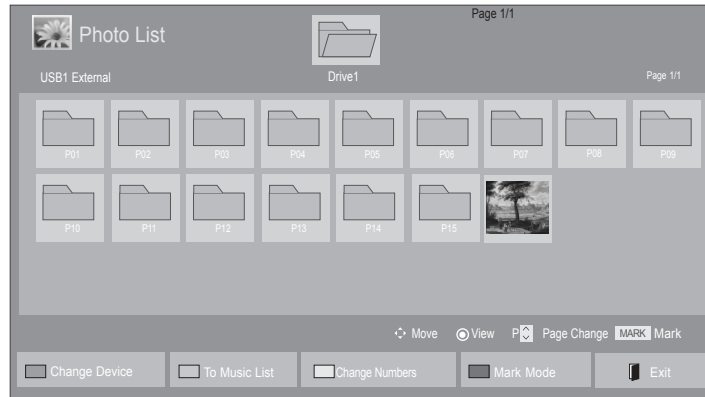 Page 1/1
Photo List
USB1 External
Drive1
Page 1/1
P01 P02 P03 P04 P05 P06 P07 P08 P09
P10 P11 P12 P13 P14 P15
Move View P Page Change MARK Mark
Change Device To Music List Change Numbers Mark Mode Exit